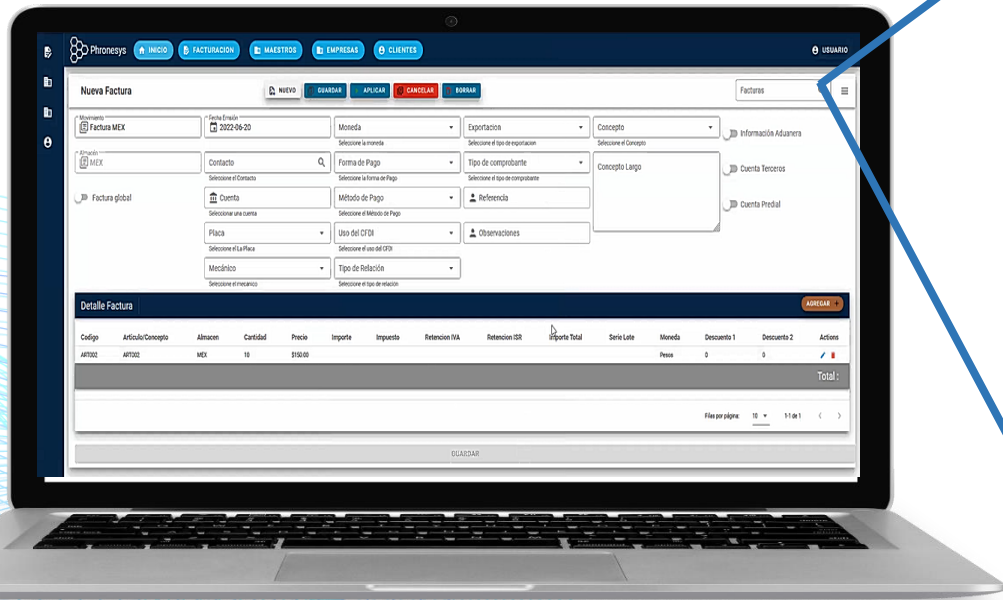 Phronesys INICIO FACTURACION MAESTROS EMPRESAS CLIENTES USUARIO
Nueva Factura NUEVO GUARDAR APLICAR CANCELAR BORRAR Facturas
Movimiento Fecha Emisión
Factura MEX 2022-06-20 Moneda Exportacion Concepto Información Aduanera
Seleccione la moneda Seleccione el tipo de exportacion Seleccione el Concepto
Almacén
MEX Contacto Forma de Pago Tipo de comprobante Concepto Largo Cuenta Terceros
Seleccione el Contacto Seleccione la forma de Pago Seleccione el tipo de comprobante
Factura global Cuenta Método de Pago Referencia Cuenta Predial
Seleccionar una cuenta Seleccione el Método de Pago
Placa Uso del CFDI Observaciones
Seleccione el La Placa Seleccione el uso del CFDI
Mecánico Tipo de Relación
Seleccione el mecanico Seleccione el tipo de relación
Detalle Factura AGREGAR +
Codigo Artículo/Concepto Almacen Cantidad Precio Importe Impuesto Retencion IVA Retencion ISR Importe Total Serie Lote Moneda Descuento 1 Descuento 2 Actions
ART002 ART002 MEX 10 $150.00 Pesos 0 0
Total :
Filas por página: 10 1-1 de 1
GUARDAR